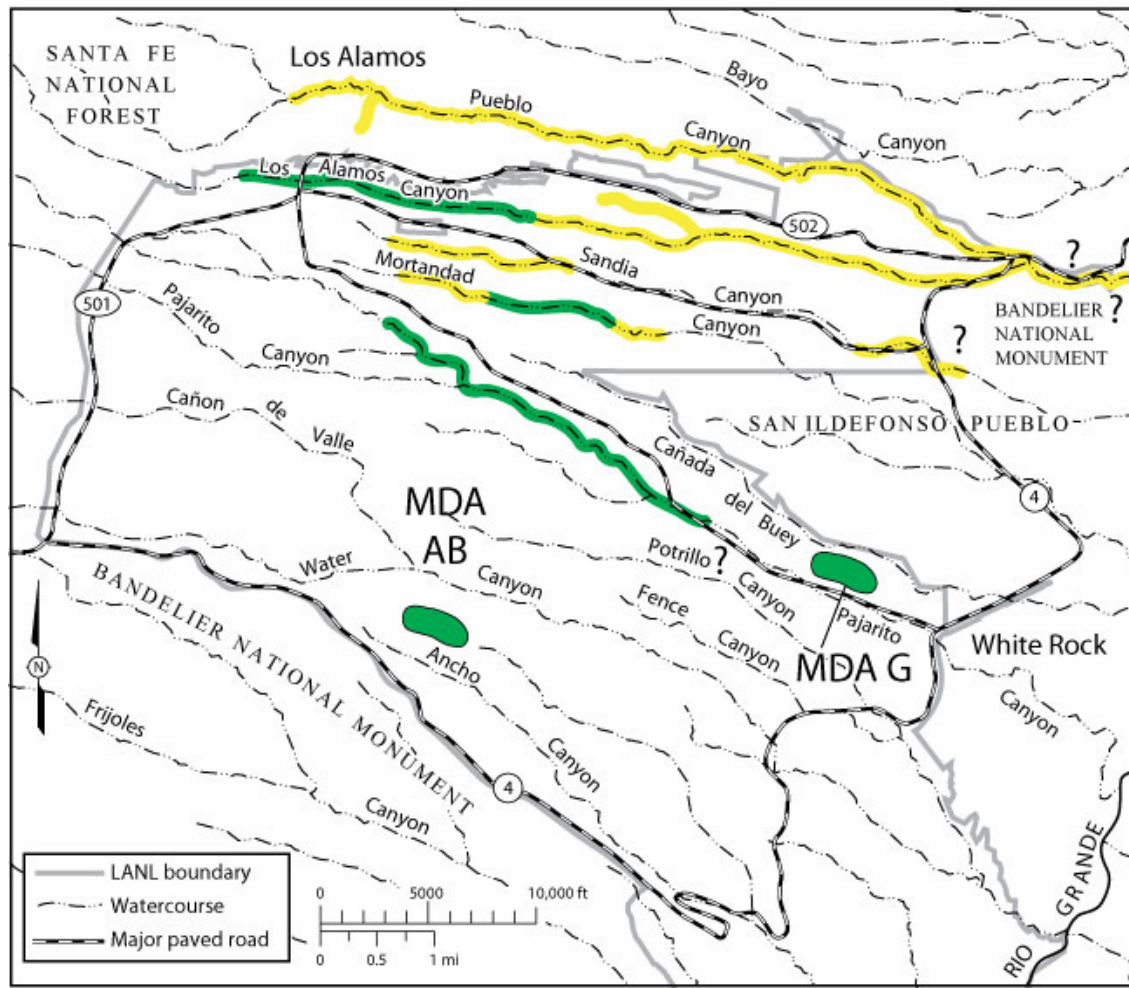 SANTA FE
NATIONAL
FOREST
Los Alamos
Bayo
Pueblo
Canyon
Canyon
Los Alamos
Canyon
502
Sandia
Mortandad
Canyon
Canyon
?
?
?
BANDELIER
NATIONAL
MONUMENT
501
Pajarito
Canyon
Cañon
de
Valle
SAN ILDEFONSO PUEBLO
Cañada
del Buey
4
MDA
AB
Potrillo
?
Canyon
Water
Canyon
Fence
Canyon
Pajarito
BANDELIER NATIONAL MONUMENT
Ancho
Canyon
MDA G
White Rock
Canyon
N
Frijoles
Canyon
4
RIO GRANDE
LANL boundary
Watercourse
Major paved road
0 5000 10,000 ft
0 0.5 1 mi